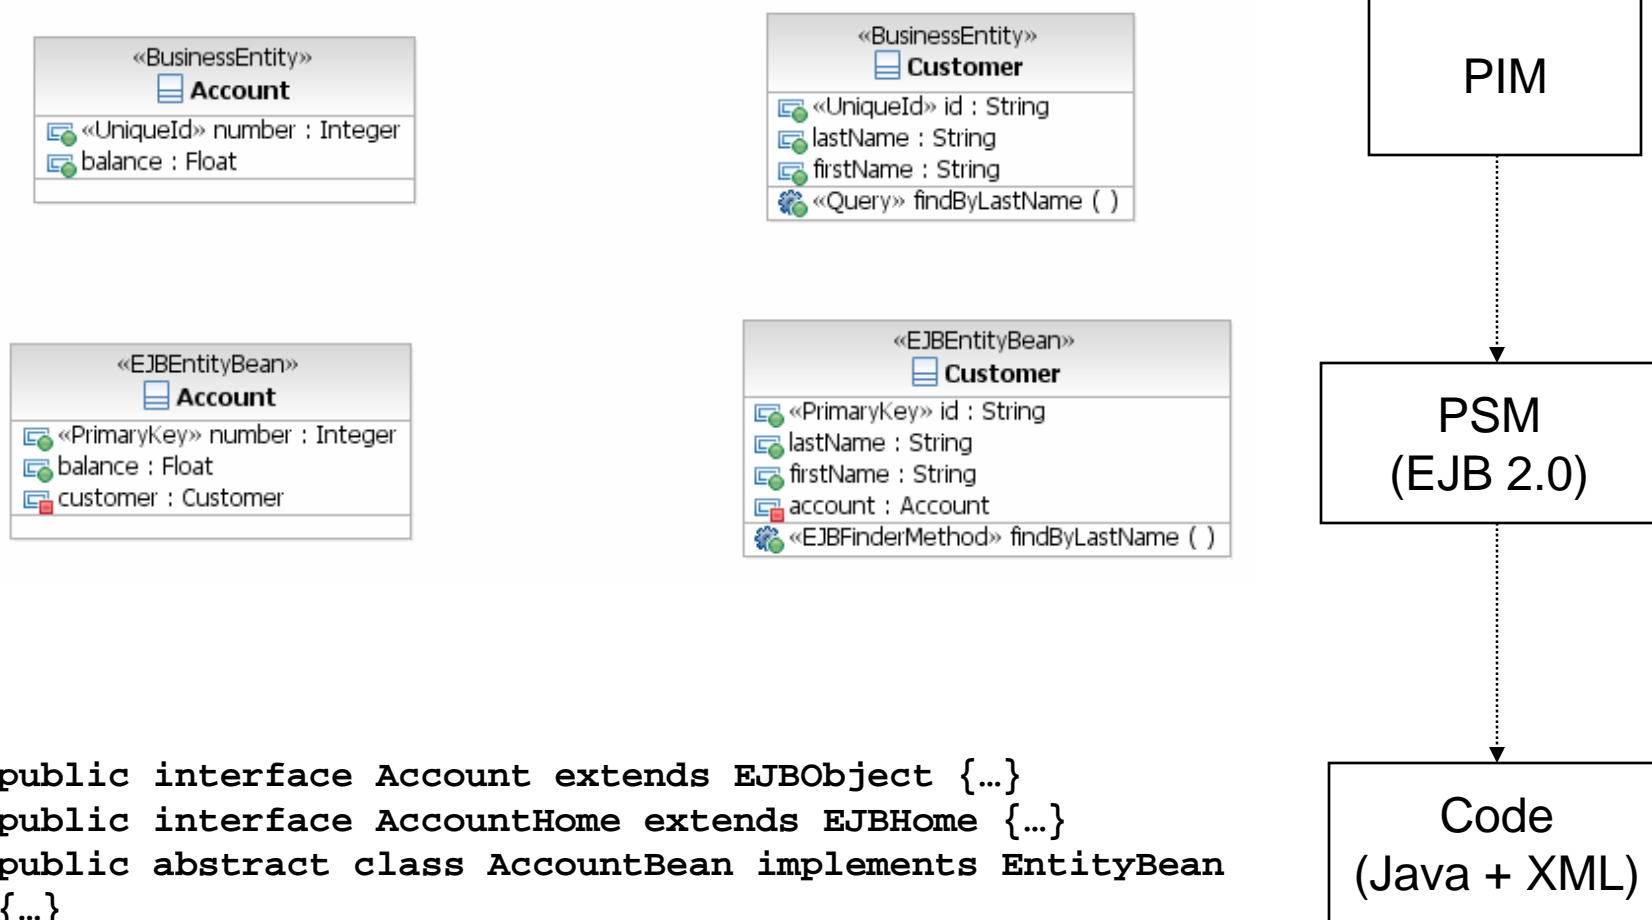 «BusinessEntity»
Account
«UniqueId» number : Integer
balance : Float
«BusinessEntity»
Customer
«UniqueId» id : String
lastName : String
firstName : String
«Query» findByLastName ( )
PIM
«EJBEntityBean»
Account
«PrimaryKey» number : Integer
balance : Float
customer : Customer
«EJBEntityBean»
Customer
«PrimaryKey» id : String
lastName : String
firstName : String
account : Account
«EJBFinderMethod» findByLastName ( )
PSM
(EJB 2.0)
public interface Account extends EJBObject {…}
public interface AccountHome extends EJBHome {…}
public abstract class AccountBean implements EntityBean
{…}
Code
(Java + XML)